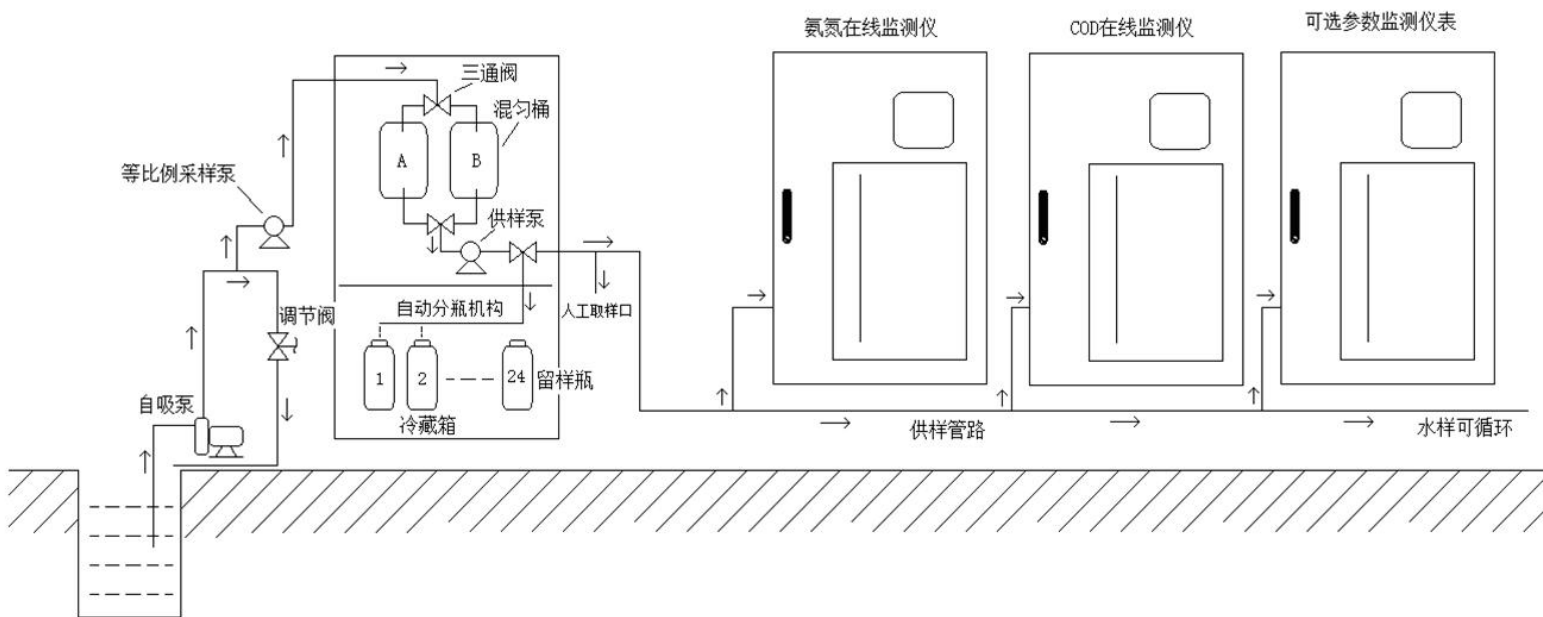 氨氮在线监测仪
COD在线监测仪
可选参数监测仪表
三通阀
混匀桶
A
B
等比例采样泵
供样泵
人工取样口
自动分瓶机构
调节阀
1
2
24
留样瓶
自吸泵
冷藏箱
供样管路
水样可循环